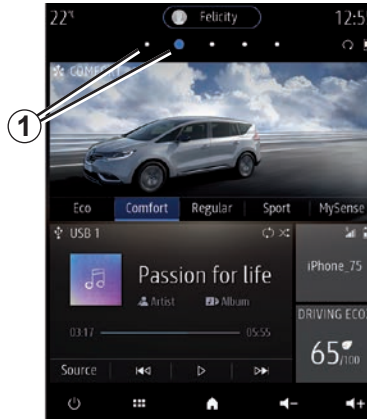 22°c Felicity 12:5
1
COMFORT
Eco Comfort Regular Sport MySense
USB 1
Passion for life
Artist Album
03:17 05:55
Source
iPhone_75
DRIVING ECO
65/100